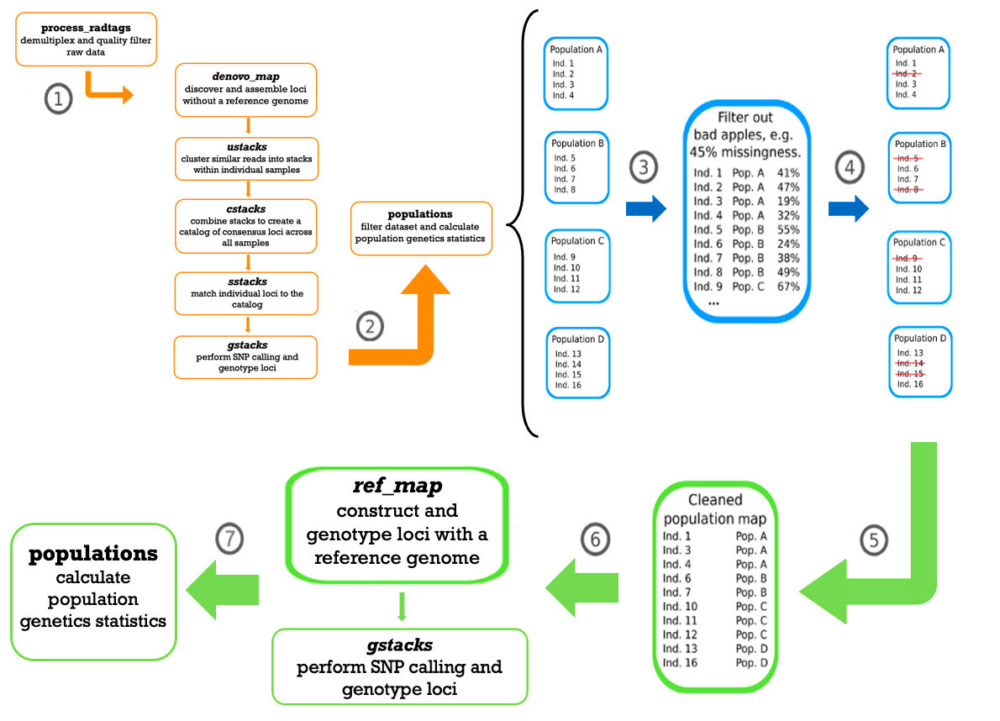 process_radtags
demultiplex and quality filter
raw data
1
denovo_map
discover and assemble loci
without a reference genome
ustacks
cluster similar reads into stacks
within individual samples
cstacks
combine stacks to create a
catalog of consensus loci across
all samples
sstacks
match individual loci to the
catalog
gstacks
perform SNP calling and
genotype loci
2
populations
filter dataset and calculate
population genetics statistics
Population A
Ind. 1
Ind. 2
Ind. 3
Ind. 4
Population B
Ind. 5
Ind. 6
Ind. 7
Ind. 8
Population C
Ind. 9
Ind. 10
Ind. 11
Ind. 12
Population D
Ind. 13
Ind. 14
Ind. 15
Ind. 16
3
Filter out
bad apples, e.g.
45% missingness.
Ind. 1 Pop. A 41%
Ind. 2 Pop. A 47%
Ind. 3 Pop. A 19%
Ind. 4 Pop. A 32%
Ind. 5 Pop. B 55%
Ind. 6 Pop. B 24%
Ind. 7 Pop. B 38%
Ind. 8 Pop. B 49%
Ind. 9 Pop. C 67%
...
4
Population A
Ind. 1
Ind. 2
Ind. 3
Ind. 4
Population B
Ind. 5
Ind. 6
Ind. 7
Ind. 8
Population C
Ind. 9
Ind. 10
Ind. 11
Ind. 12
Population D
Ind. 13
Ind. 14
Ind. 15
Ind. 16
5
Cleaned
population map
Ind. 1 Pop. A
Ind. 3 Pop. A
Ind. 4 Pop. A
Ind. 6 Pop. B
Ind. 7 Pop. B
Ind. 10 Pop. C
Ind. 11 Pop. C
Ind. 12 Pop. C
Ind. 13 Pop. D
Ind. 16 Pop. D
6
ref_map
construct and
genotype loci with a
reference genome
gstacks
perform SNP calling and
genotype loci
7
populations
calculate
population
genetics statistics